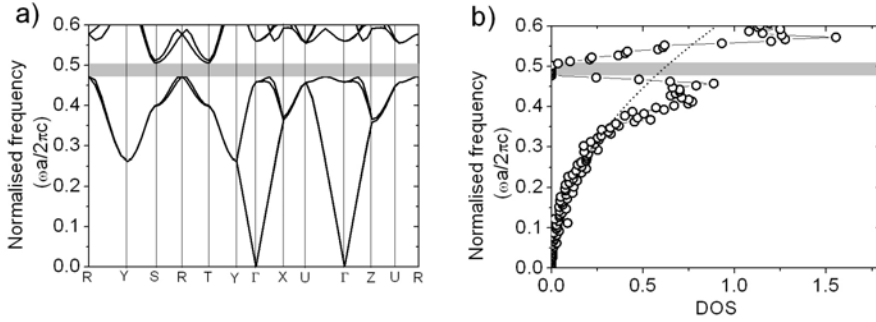 a)
Normalised frequency
(ωa/2πc)
0.6
0.5
0.4
0.3
0.2
0.1
0.0
R Y S R T Y Γ X U Γ Z U R
b)
Normalised frequency
(ωa/2πc)
0.6
0.5
0.4
0.3
0.2
0.1
0.0
0.0 0.5 1.0 1.5
DOS